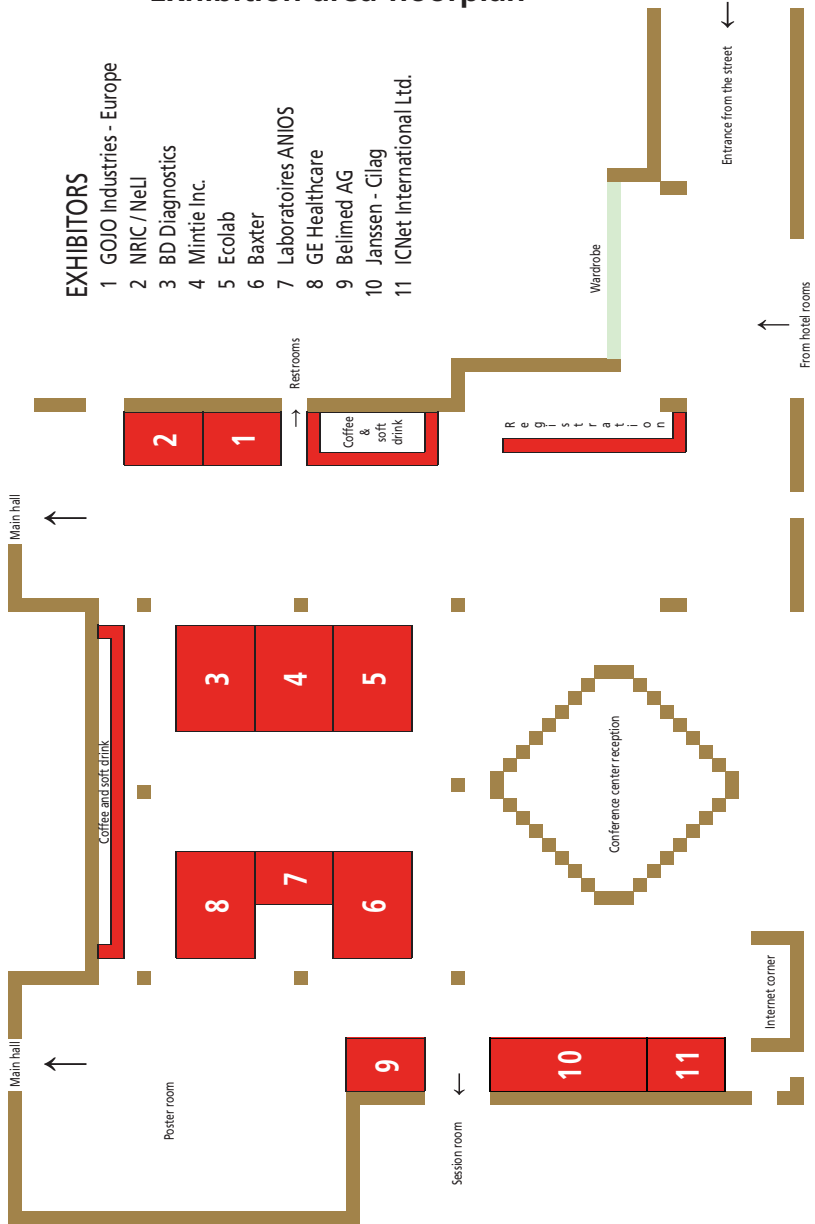 Exhibition area floorplan
EXHIBITORS
1 GOJO Industries - Europe
2 NRIC / NeLI
3 BD Diagnostics
4 Mintie Inc.
5 Ecolab
6 Baxter
7 Laboratoires ANIOS
8 GE Healthcare
9 Belimed AG
10 Janssen - Cilag
11 ICNet International Ltd.
Main hall
Main hall
Coffee and soft drink
Poster room
Restrooms
Coffee
&
soft
drink
Registration
Wardrobe
Entrance from the street
From hotel rooms
Conference center reception
Internet corner
Session room
1
2
3
4
5
6
7
8
9
10
11